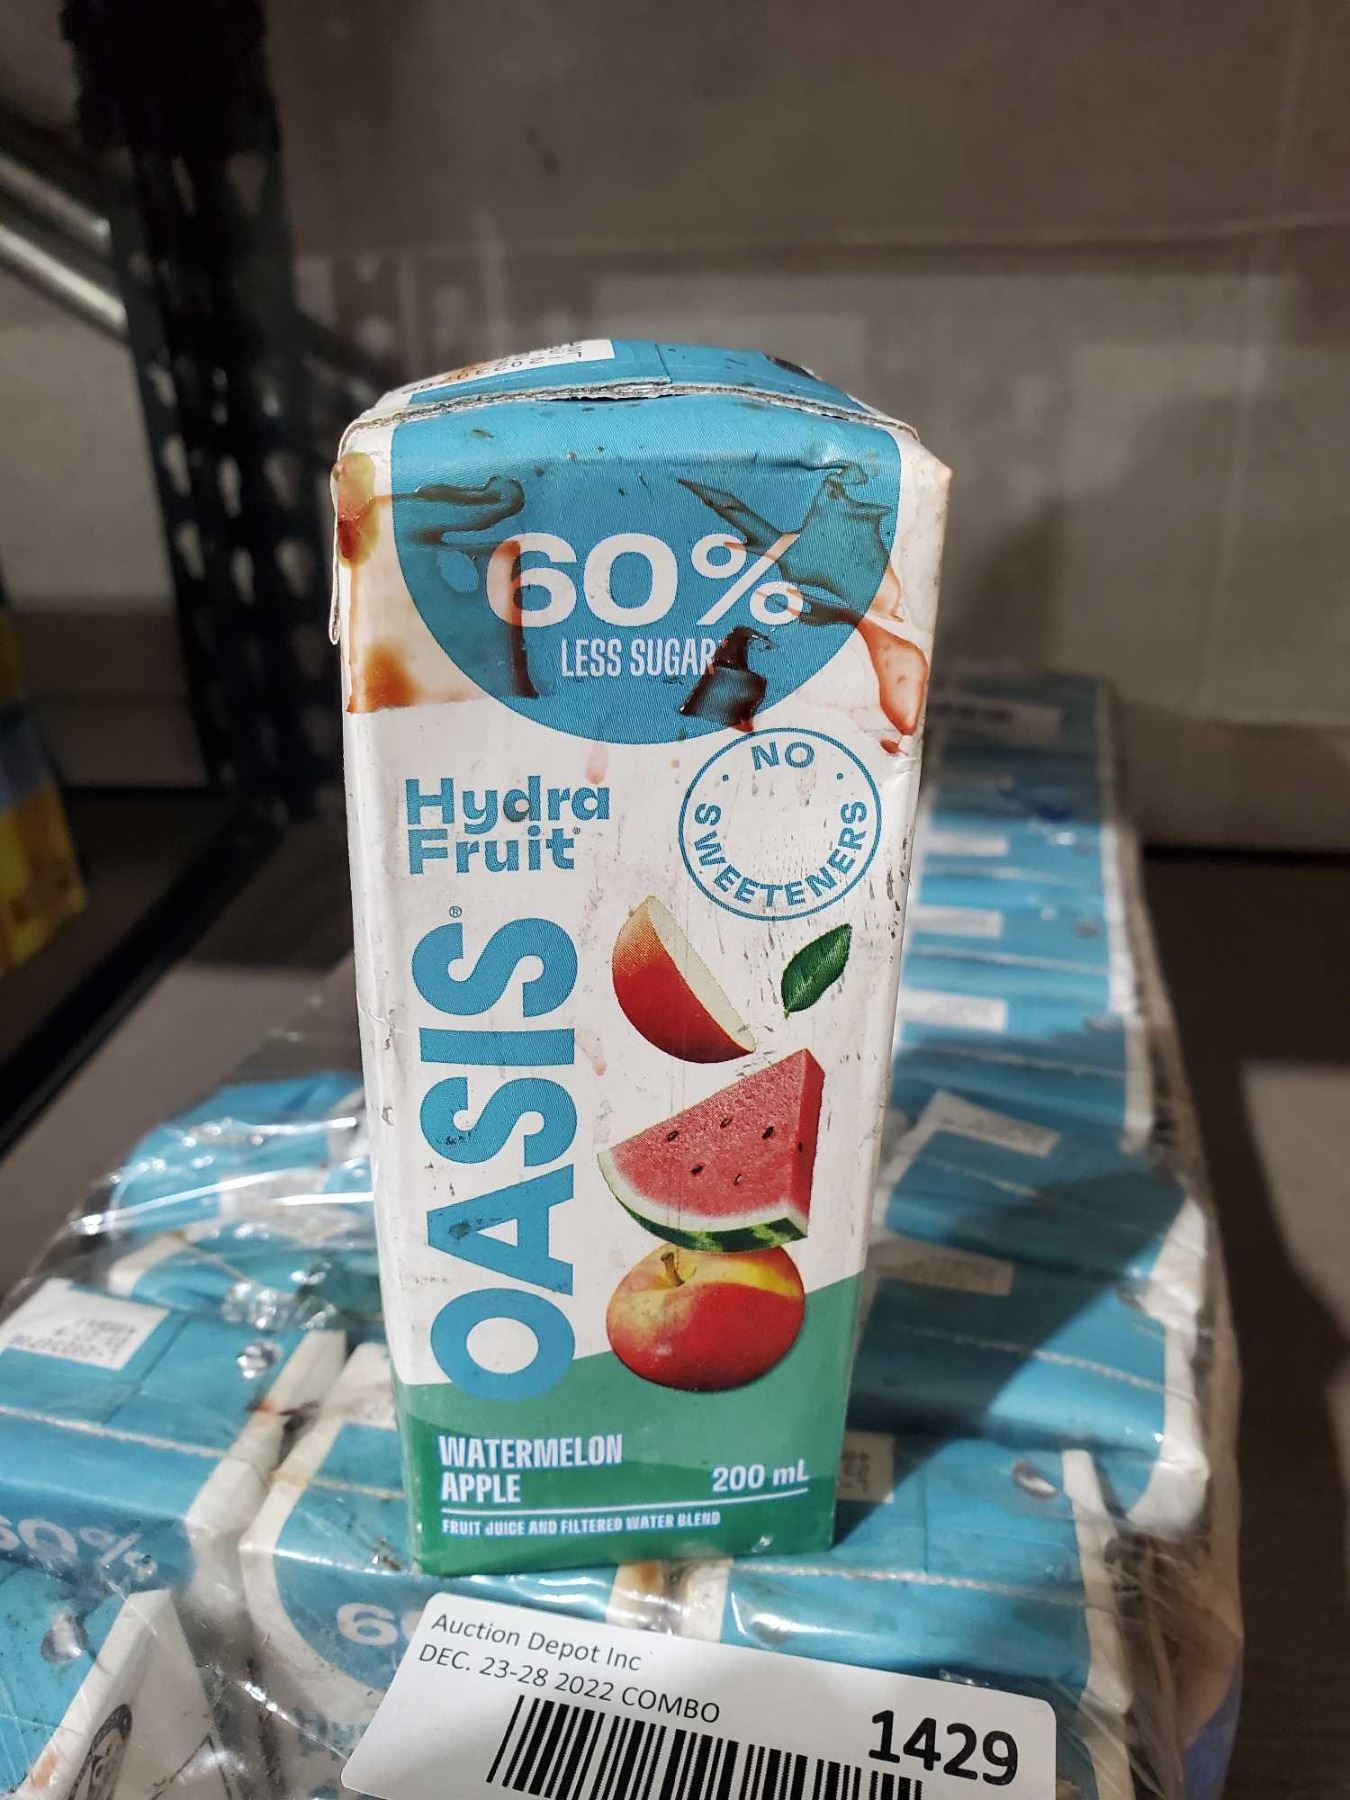 60%
LESS SUGAR*
Hydra
Fruit®
NO
SWEETENERS
OASIS®
WATERMELON
APPLE
200 mL
FRUIT JUICE AND FILTERED WATER BLEND
60%
Auction Depot Inc
DEC. 23-28 2022 COMBO
1429